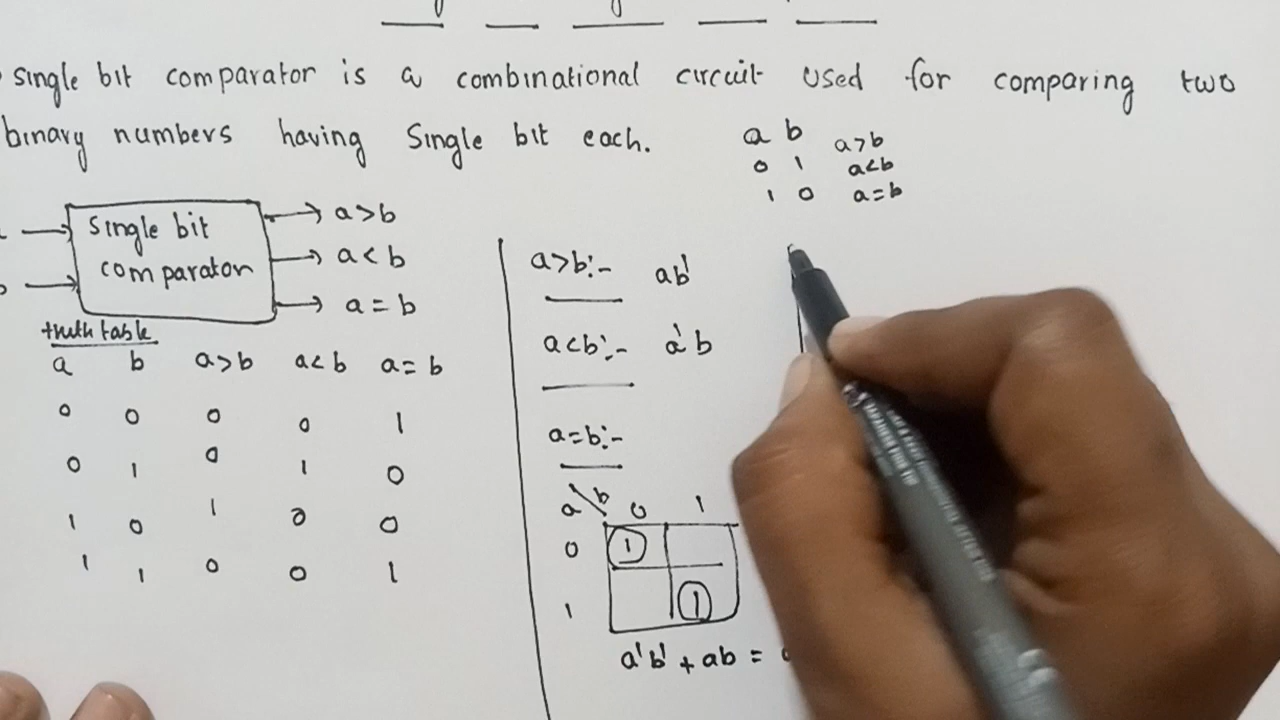 single bit comparator is a combinational circuit used for comparing two
binary numbers having Single bit each.
a b
a>b
0 1 a<b
1 0 a=b
Single bit
comparator
a>b
a<b
a=b
truth table
a b a>b a<b a=b
0 0 0 0 1
0 1 0 1 0
1 0 1 0 0
1 1 0 0 1
a>b:- ab'
a<b:- a'b
a=b:-
a b 0 1
0 1
1 1
a'b' + ab =